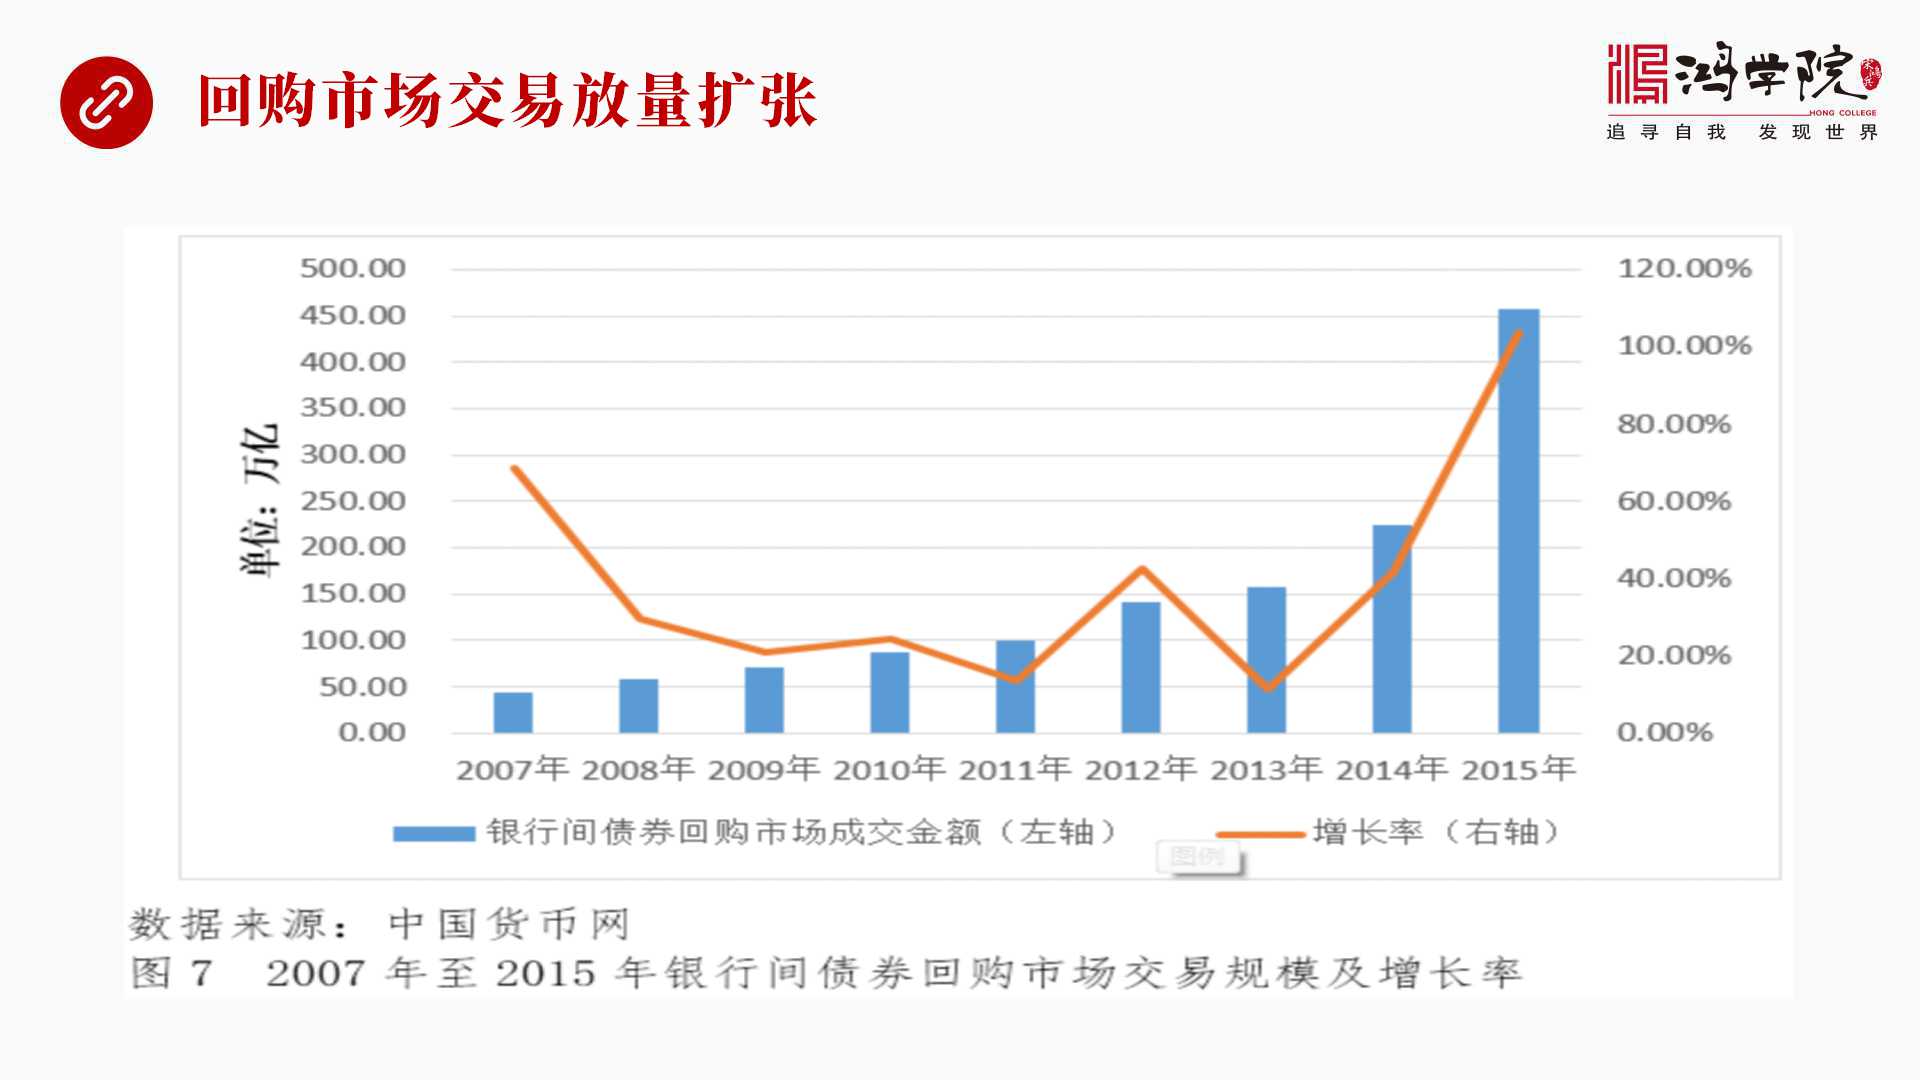 回购市场交易放量扩张
鸿学院
宋鸿兵
HONG COLLEGE
追寻自我 发现世界
500.00
450.00
400.00
350.00
300.00
250.00
200.00
150.00
100.00
50.00
0.00
单位：万亿
120.00%
100.00%
80.00%
60.00%
40.00%
20.00%
0.00%
2007年 2008年 2009年 2010年 2011年 2012年 2013年 2014年 2015年
银行间债券回购市场成交金额（左轴） 增长率（右轴）
图例
数据来源：中国货币网
图 7 2007 年至 2015 年银行间债券回购市场交易规模及增长率